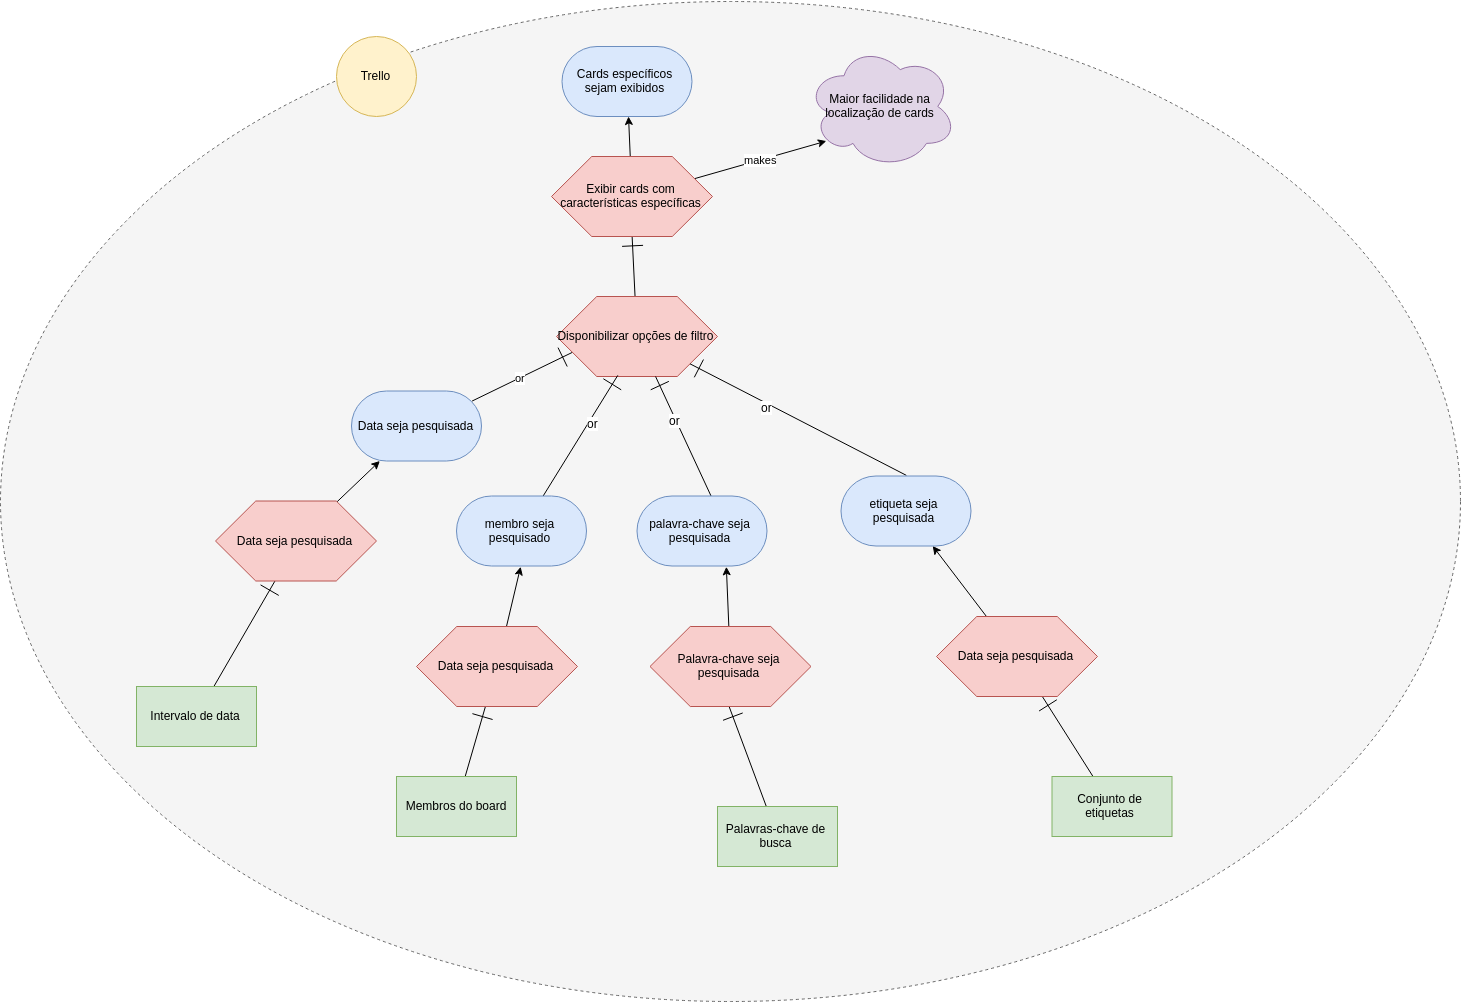 Trello
Cards específicos
sejam exibidos
Maior facilidade na
localização de cards
makes
Exibir cards com
características específicas
Disponibilizar opções de filtro
or
or
or
or
Data seja pesquisada
membro seja
pesquisado
palavra-chave seja
pesquisada
etiqueta seja
pesquisada
Data seja pesquisada
Data seja pesquisada
Palavra-chave seja
pesquisada
Data seja pesquisada
Intervalo de data
Membros do board
Palavras-chave de
busca
Conjunto de
etiquetas